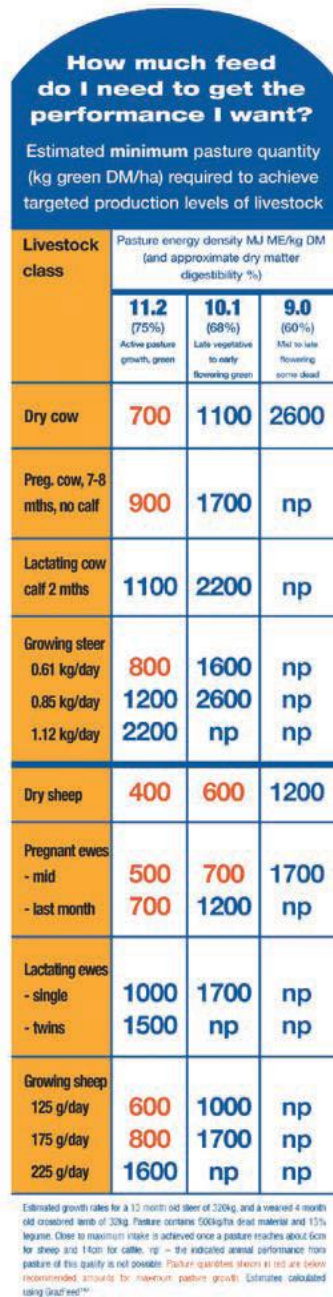 How much feed
do I need to get the
performance I want?
Estimated minimum pasture quantity
(kg green DM/ha) required to achieve
targeted production levels of livestock
Livestock class
Pasture energy density MJ ME/kg DM
(and approximate dry matter
digestibility %)
11.2 10.1 9.0
(75%) (68%) (60%)
Active pasture Late vegetative Mid to late
growth, green to early flowering
flowering green some dead
Dry cow 700 1100 2600
Preg. cow, 7-8
mths, no calf 900 1700 np
Lactating cow
calf 2 mths 1100 2200 np
Growing steer
0.61 kg/day 800 1600 np
0.85 kg/day 1200 2600 np
1.12 kg/day 2200 np np
Dry sheep 400 600 1200
Pregnant ewes
- mid 500 700 1700
- last month 700 1200 np
Lactating ewes
- single 1000 1700 np
- twins 1500 np np
Growing sheep
125 g/day 600 1000 np
175 g/day 800 1700 np
225 g/day 1600 np np
Estimated growth rates for a 13 month old steer of 320kg, and a weaned 4 month
old crossbred lamb of 32kg. Pasture contains 500kg/ha dead material and 15%
legume. Close to maximum intake is achieved once a pasture reaches about 6cm
for sheep and 14cm for cattle. np – the indicated animal performance from
pasture of this quality is not possible. Pasture quantities shown in red are below
recommended amounts for maximum pasture growth. Estimates calculated
using GrazFeed™